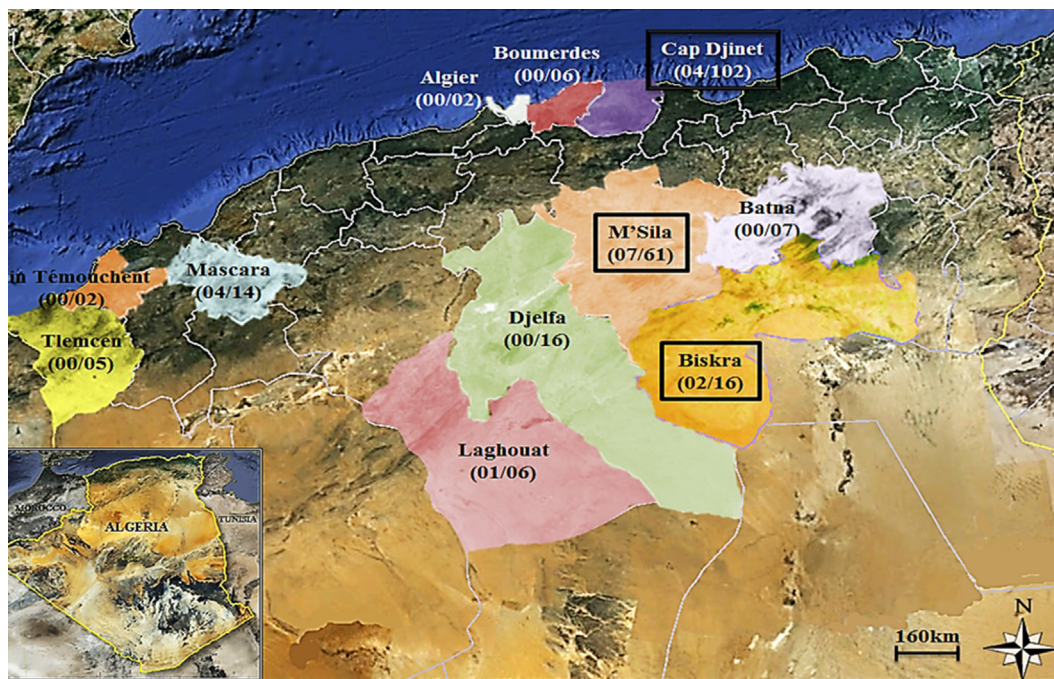 Cap Djinet
(04/102)
Boumerdes
(00/06)
Algier
(00/02)
Batna
(00/07)
M'Sila
(07/61)
Mascara
(04/14)
in Témouchent
(00/02)
Djelfa
(00/16)
Tlemcen
(00/05)
Biskra
(02/16)
Laghouat
(01/06)
MOROCCO
ALGERIA
TUNISIA
N
160km